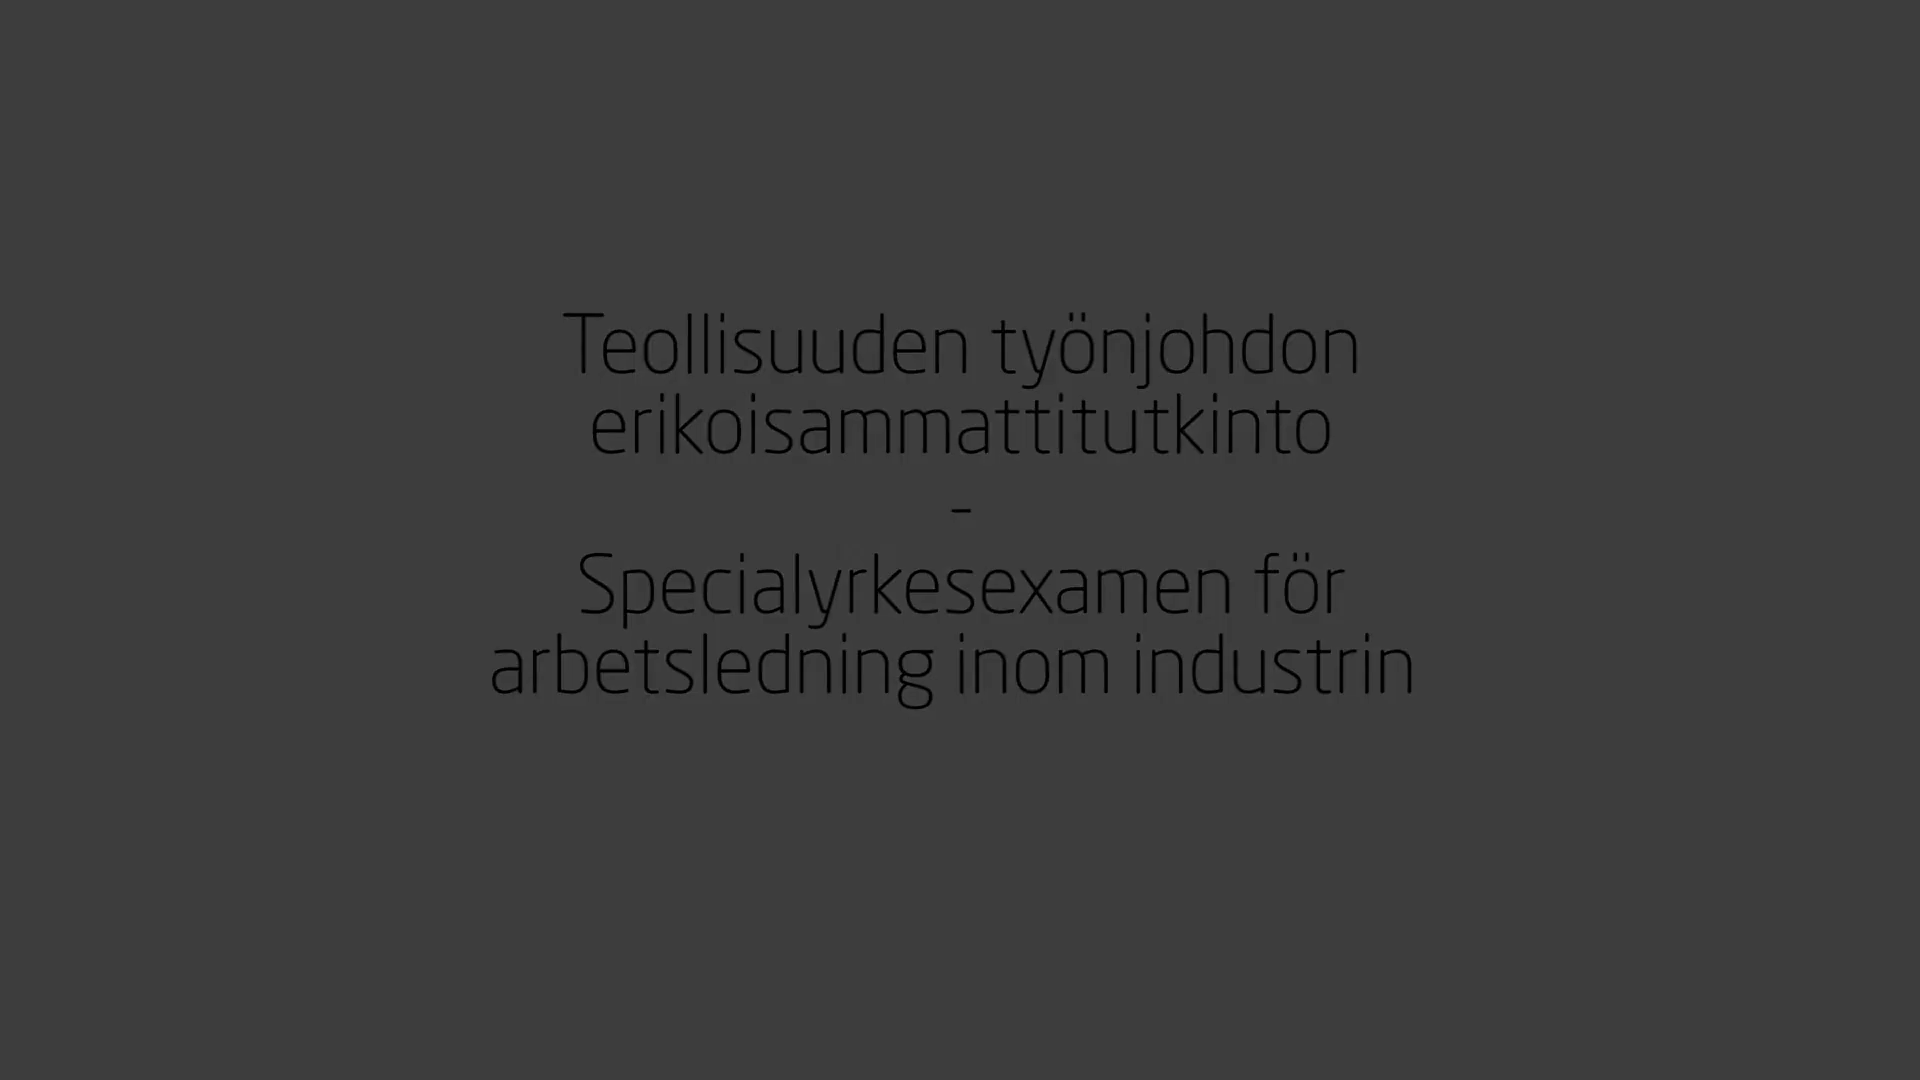 Teollisuuden työnjohdon
erikoisammattitutkinto
-
Specialyrkesexamen för
arbetsledning inom industrin